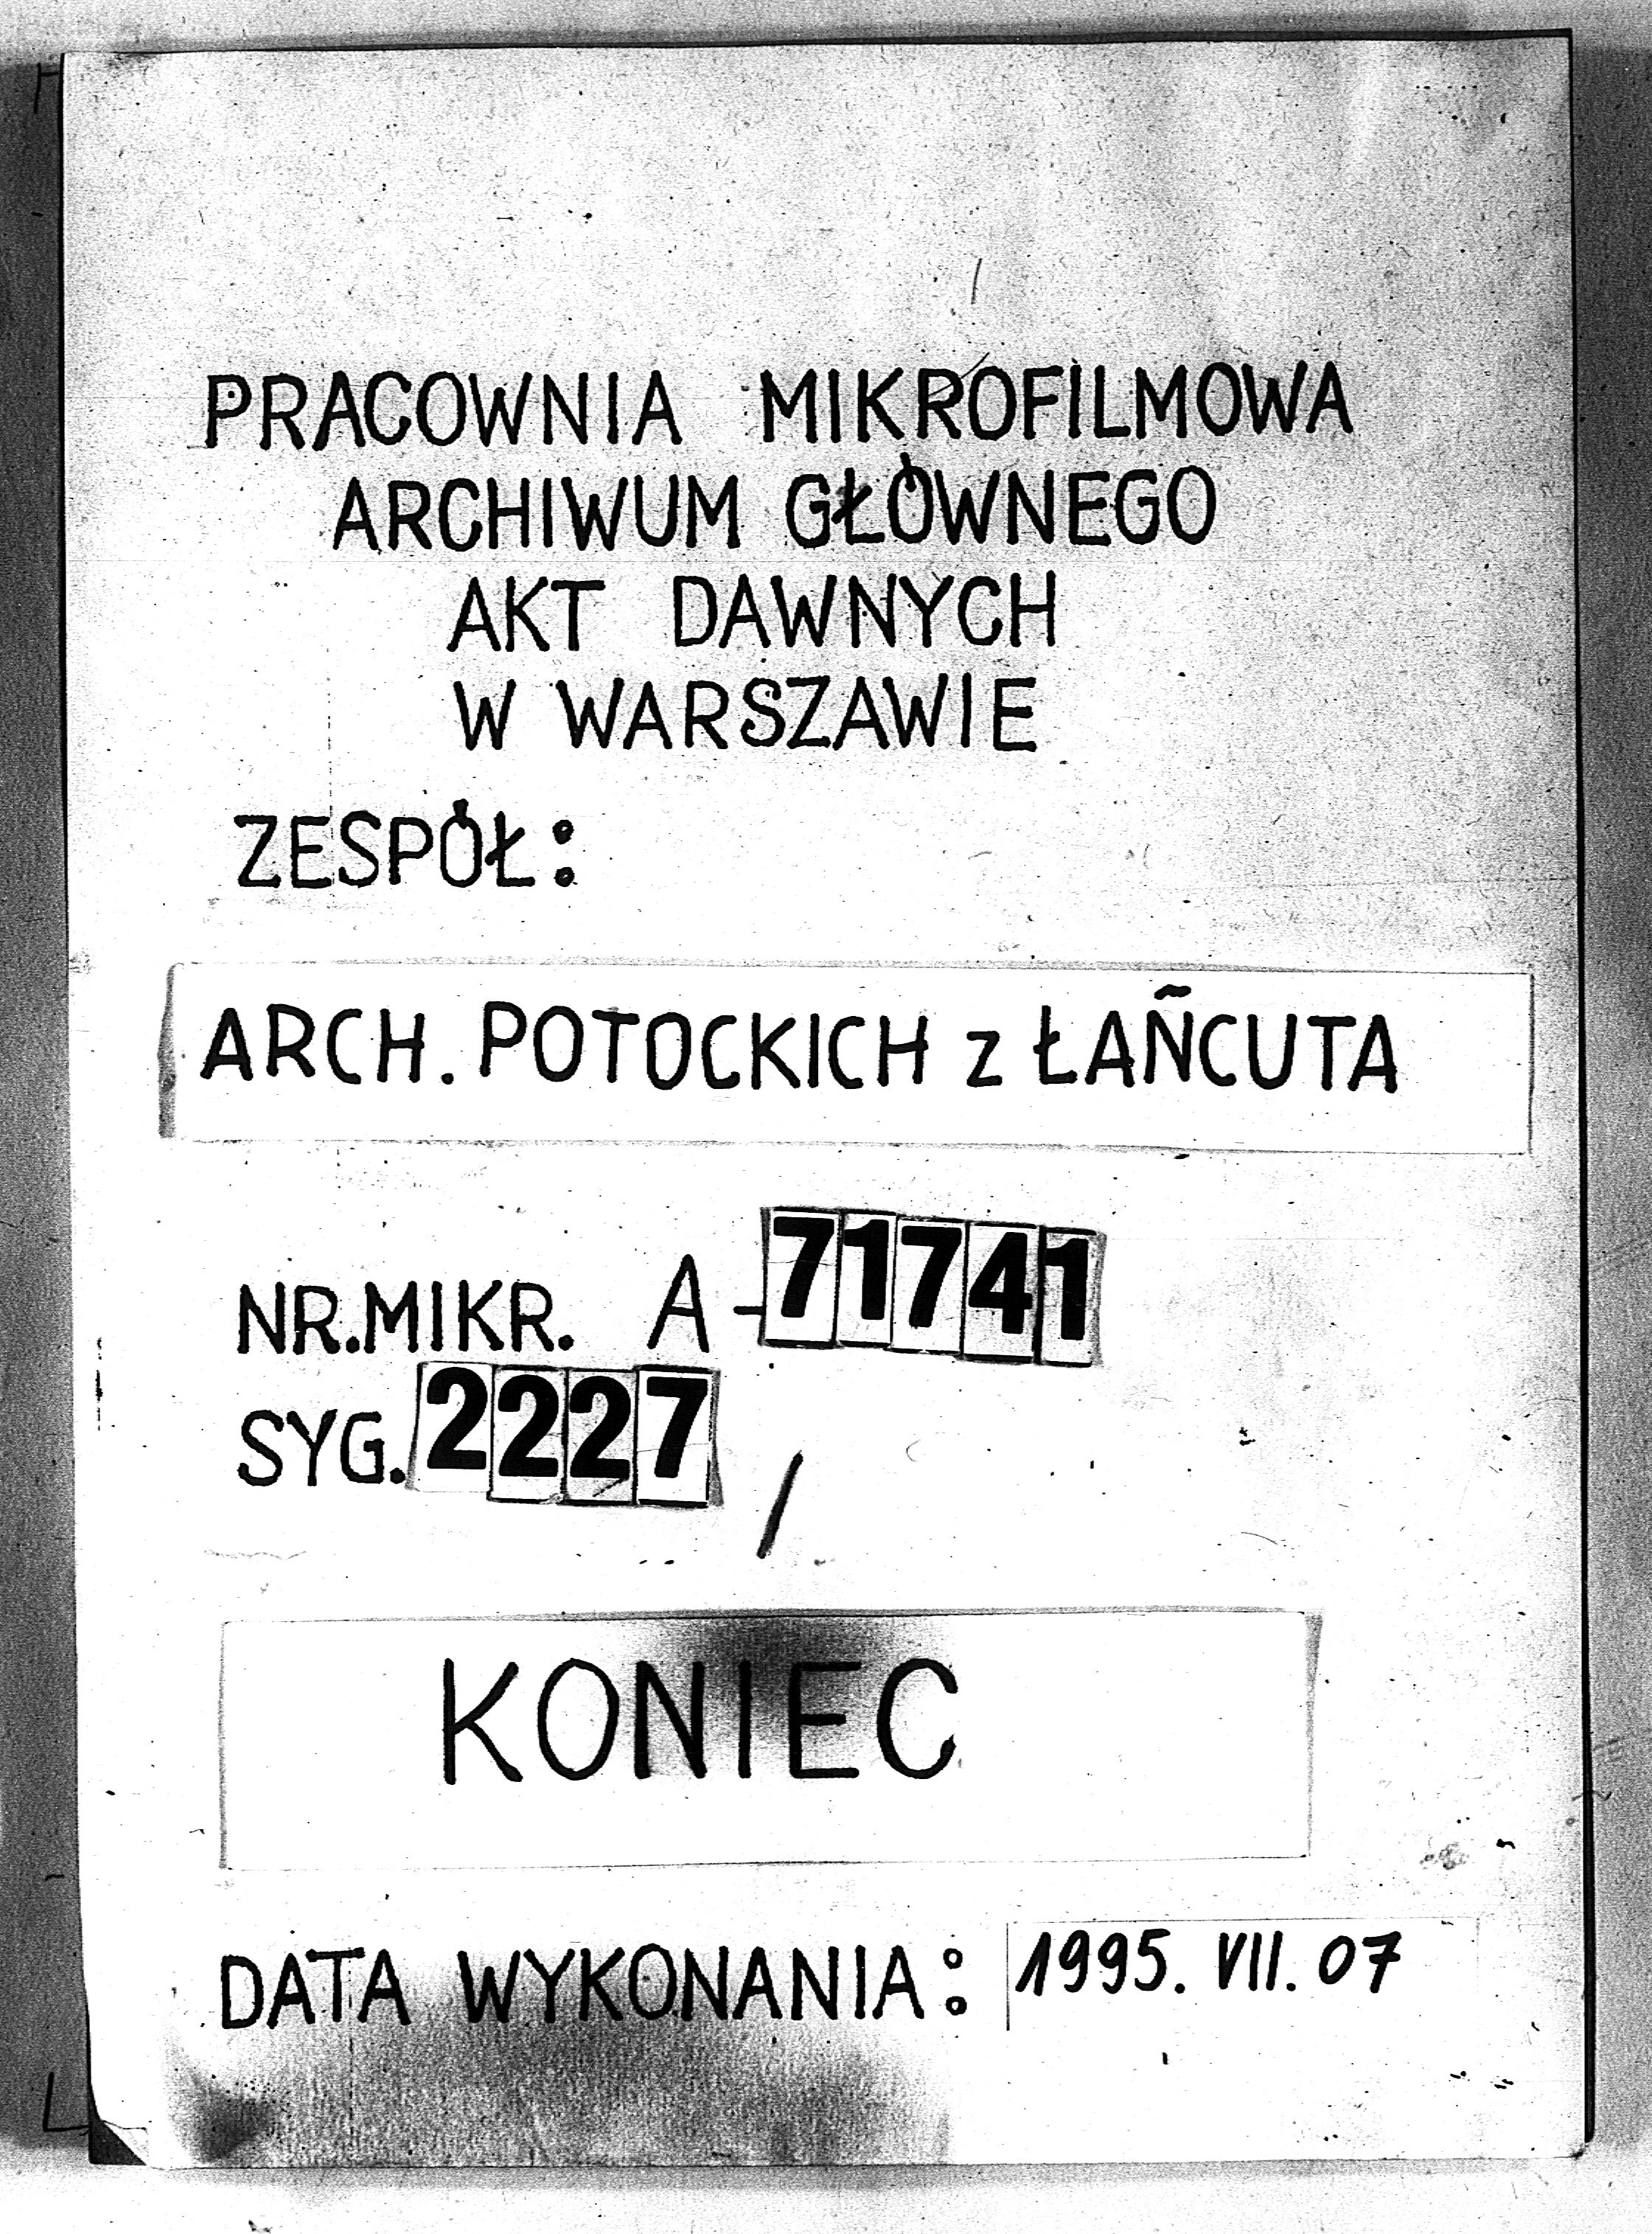 PRACOWNIA MIKROFILMOWA
ARCHIWUM GŁÓWNEGO
AKT DAWNYCH
W WARSZAWIE
ZESPÓŁ:
ARCH. POTOCKICH z ŁAŃCUTA
NR.MIKR. A-71741
SYG. 2227 /
KONIEC
DATA WYKONANIA: 1995. VII. 07